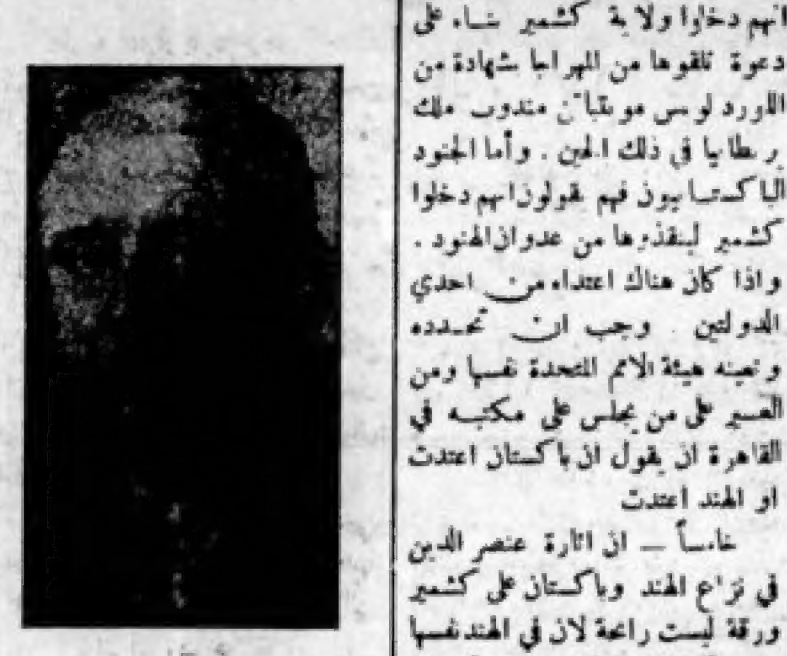 انهم دخلوا ولاية كشمير بناء على
دعوة تلقوها من المهراجا بشهادة من
اللورد لويس مونتباتن مندوب ملك
بريطانيا في ذلك الحين . وأما الجنود
الباكستانيون فهم يقولون انهم دخلوا
كشمير لينقذوها من عدوان الهنود .
واذا كان هناك اعتداء من احدي
الدولتين . وجب ان تحدده
وتعينه هيئة الامم المتحدة نفسها ومن
العسير على من يجلس على مكتبه في
القاهرة ان يقول ان باكستان اعتدت
او الهند اعتدت
خامساً — ان اثارة عنصر الدين
في نزاع الهند وباكستان على كشمير
ورقة ليست رابحة لان في الهند نفسها